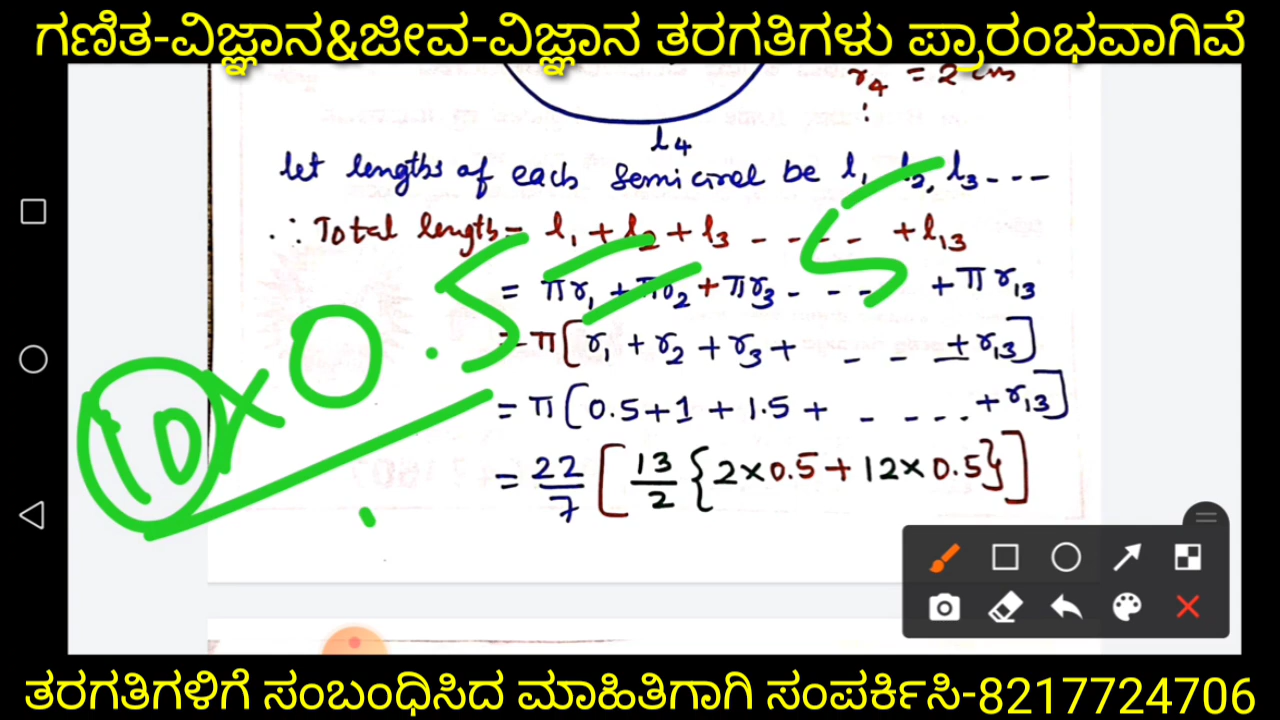 ಗಣಿತ-ವಿಜ್ಞಾನ&ಜೀವ-ವಿಜ್ಞಾನ ತರಗತಿಗಳು ಪ್ರಾರಂಭವಾಗಿವೆ
r₄ = 2 cm
l₄
let lengths of each semicircel be l₁, l₂, l₃ - - -
∴ Total length = l₁ + l₂ + l₃ - - - - + l₁₃
= πr₁ + πr₂ + πr₃ - - - + πr₁₃
= π[r₁ + r₂ + r₃ + - - + r₁₃]
= π[0.5+1 + 1.5 + - - - - + r₁₃]
= 22/7 [13/2 {2×0.5 + 12×0.5}]
10×0.5 = 5
ತರಗತಿಗಳಿಗೆ ಸಂಬಂಧಿಸಿದ ಮಾಹಿತಿಗಾಗಿ ಸಂಪರ್ಕಿಸಿ-8217724706